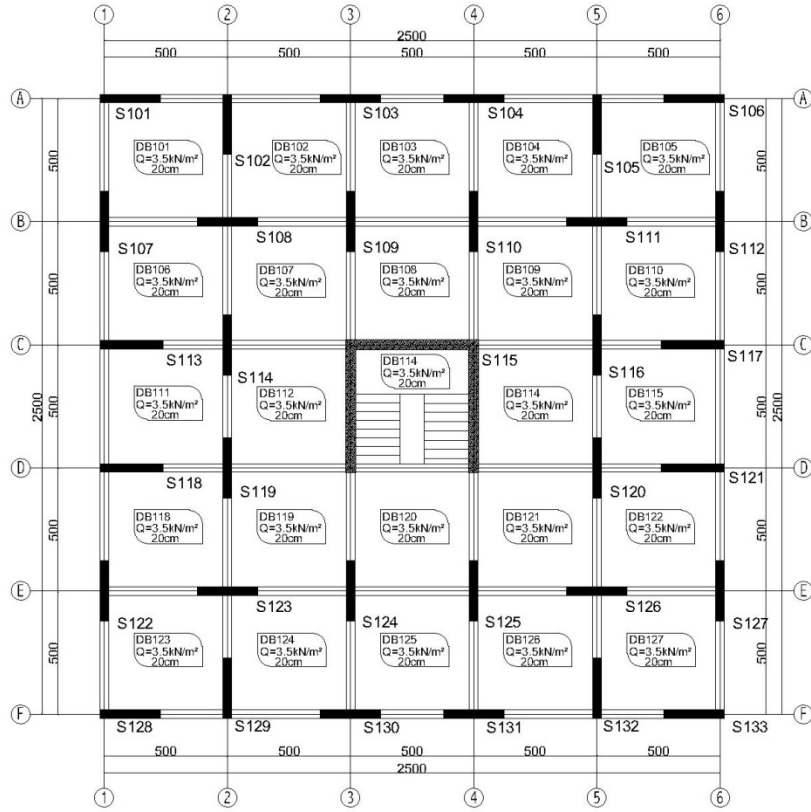 1 2 3 4 5 6
2500
500 500 500 500 500
A A
S101 S103 S104 S106
DB101 DB102 DB103 DB104 DB105
Q=3.5kN/m² Q=3.5kN/m² Q=3.5kN/m² Q=3.5kN/m² Q=3.5kN/m²
20cm 20cm 20cm 20cm 20cm
500 S102 S105 500
B B
S107 S108 S109 S110 S111 S112
DB106 DB107 DB108 DB109 DB110
Q=3.5kN/m² Q=3.5kN/m² Q=3.5kN/m² Q=3.5kN/m² Q=3.5kN/m²
20cm 20cm 20cm 20cm 20cm
500 500
C C
S113 S114 S115 S116 S117
DB114
Q=3.5kN/m²
20cm
DB111 DB112 DB114 DB115
Q=3.5kN/m² Q=3.5kN/m² Q=3.5kN/m² Q=3.5kN/m²
20cm 20cm 20cm 20cm
2500 500 500 2500
D D
S118 S119 S120 S121
DB118 DB119 DB120 DB121 DB122
Q=3.5kN/m² Q=3.5kN/m² Q=3.5kN/m² Q=3.5kN/m² Q=3.5kN/m²
20cm 20cm 20cm 20cm 20cm
500 500
E E
S122 S123 S124 S125 S126 S127
DB123 DB124 DB125 DB126 DB127
Q=3.5kN/m² Q=3.5kN/m² Q=3.5kN/m² Q=3.5kN/m² Q=3.5kN/m²
20cm 20cm 20cm 20cm 20cm
500 500
F F
S128 S129 S130 S131 S132 S133
500 500 500 500 500
2500
1 2 3 4 5 6